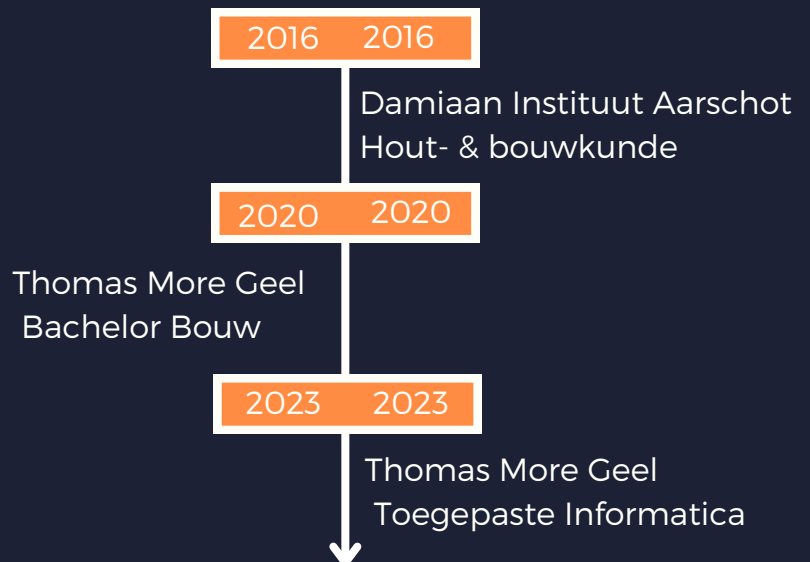 2016 2016
Damiaan Instituut Aarschot
Hout- & bouwkunde
2020 2020
Thomas More Geel
Bachelor Bouw
2023 2023
Thomas More Geel
Toegepaste Informatica